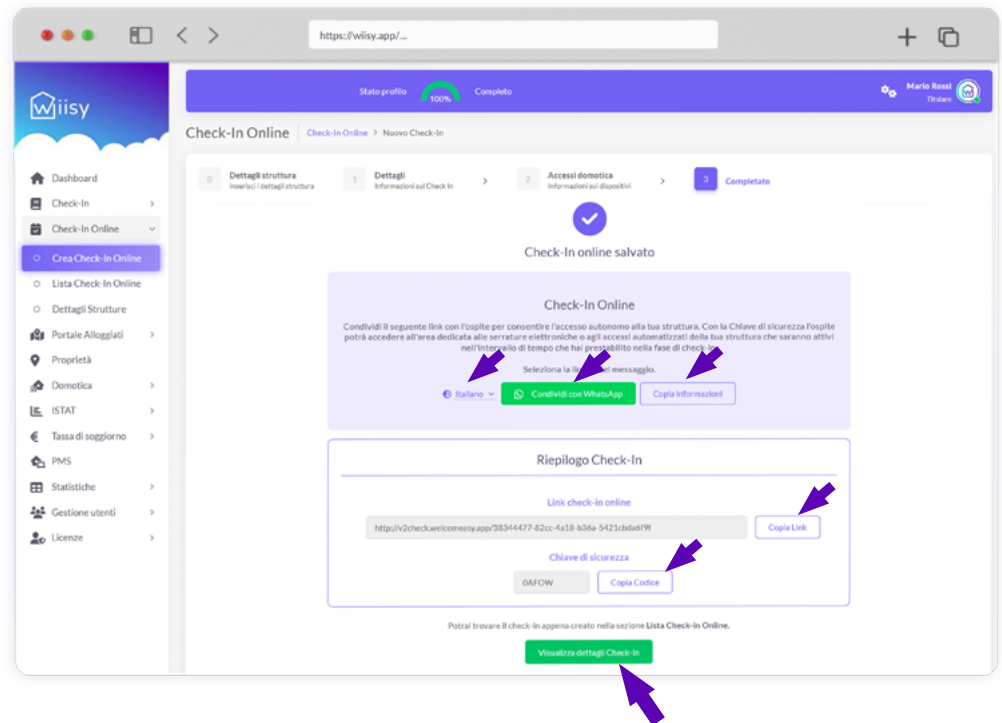 https://wiisy.app/...
Wiisy
Stato profilo
100%
Completo
Mario Rossi
Titolare
Check-In Online
Check-In Online > Nuovo Check-In
Dashboard
Check-In
Check-In Online
Crea Check-In Online
Lista Check-In Online
Dettagli Strutture
Portale Alloggiati
Proprietà
Domotica
ISTAT
Tassa di soggiorno
PMS
Statistiche
Gestione utenti
Licenze
0
Dettagli struttura
Inserisci i dettagli struttura
1
Dettagli
Informazioni sul Check In
2
Accessi domotica
Informazioni sui dispositivi
3
Completato
Check-In online salvato
Check-In Online
Condividi il seguente link con l'ospite per consentire l'accesso autonomo alla tua struttura. Con la Chiave di sicurezza l'ospite
potrà accedere all'area dedicata alle serrature elettroniche o agli accessi automatizzati della tua struttura che saranno attivi
nell'intervallo di tempo che hai prestabilito nella fase di check-in.
Seleziona la messaggio.
Italiano
Condividi con WhatsApp
Copia informazioni
Riepilogo Check-In
Link check-in online
http://v2check.welcomeasy.app/38344477-82cc-4a18-b36a-5421cbda6f9f
Copia Link
Chiave di sicurezza
0AFOW
Copia Codice
Potrai trovare il check-in appena creato nella sezione Lista Check-in Online.
Visualizza dettagli Check-in